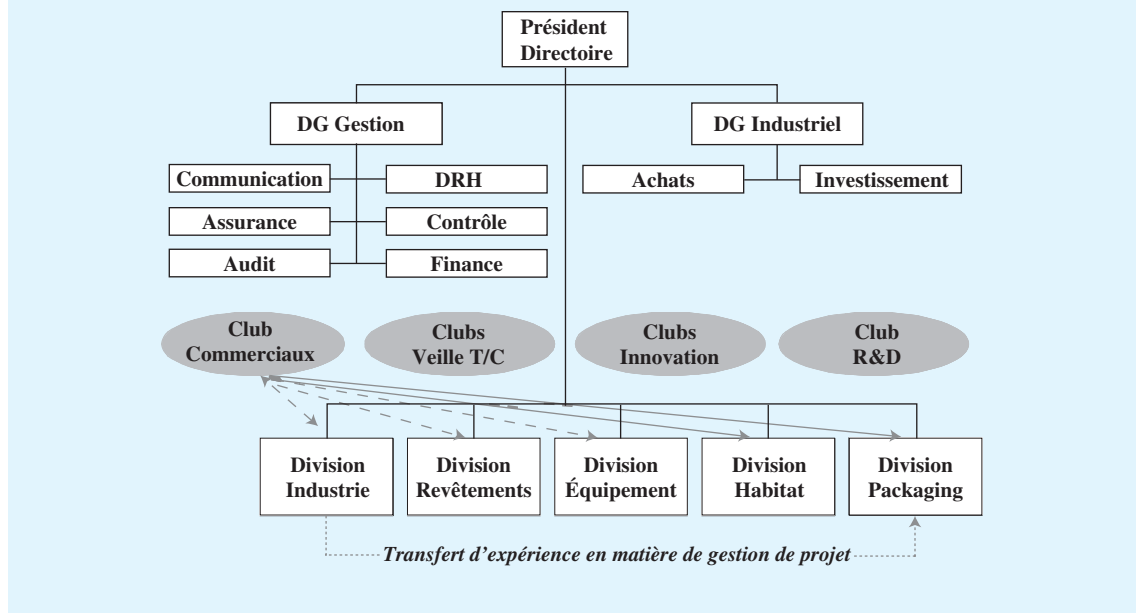 Président
Directoire
DG Gestion
DG Industriel
Communication
DRH
Achats
Investissement
Assurance
Contrôle
Audit
Finance
Club
Commerciaux
Clubs
Veille T/C
Clubs
Innovation
Club
R&D
Division
Industrie
Division
Revêtements
Division
Équipement
Division
Habitat
Division
Packaging
Transfert d’expérience en matière de gestion de projet